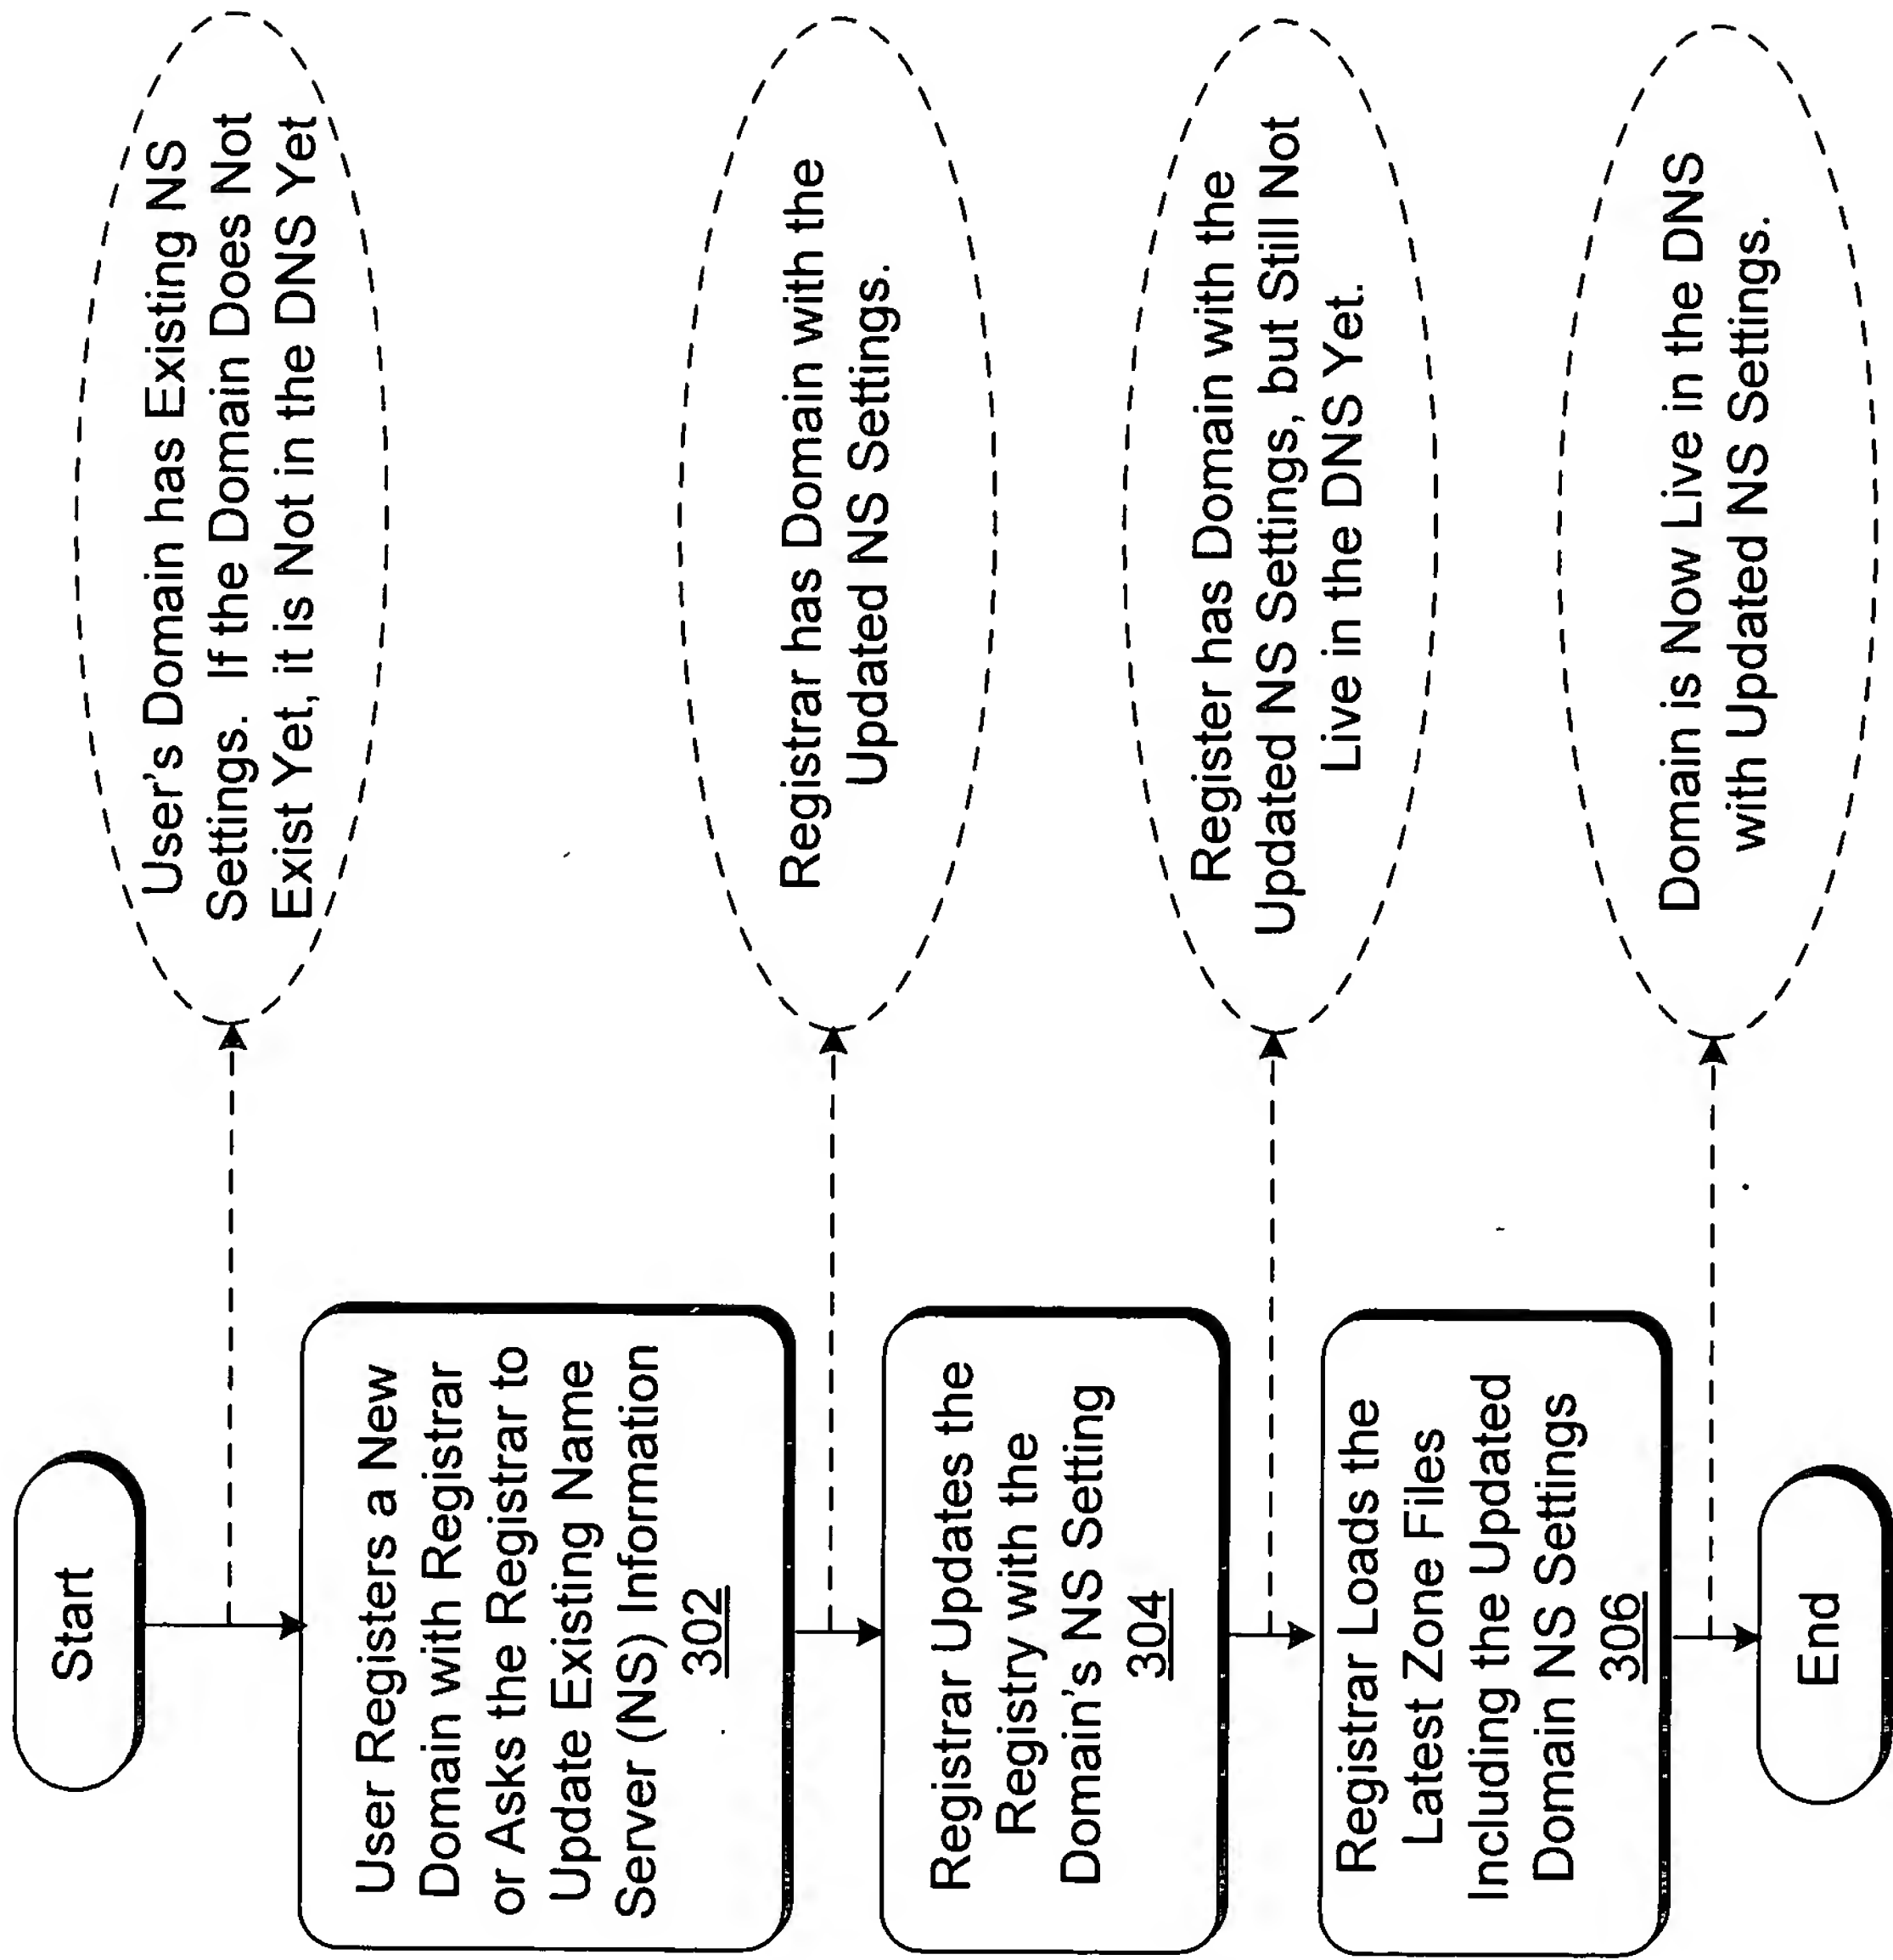 Start
User's Domain has Existing NS
Settings. If the Domain Does Not
Exist Yet, it is Not in the DNS Yet
User Registers a New
Domain with Registrar
or Asks the Registrar to
Update Existing Name
Server (NS) Information
302
Registrar has Domain with the
Updated NS Settings.
Registrar Updates the
Registry with the
Domain's NS Setting
304
Register has Domain with the
Updated NS Settings, but Still Not
Live in the DNS Yet.
Registrar Loads the
Latest Zone Files
Including the Updated
Domain NS Settings
306
Domain is Now Live in the DNS
with Updated NS Settings.
End